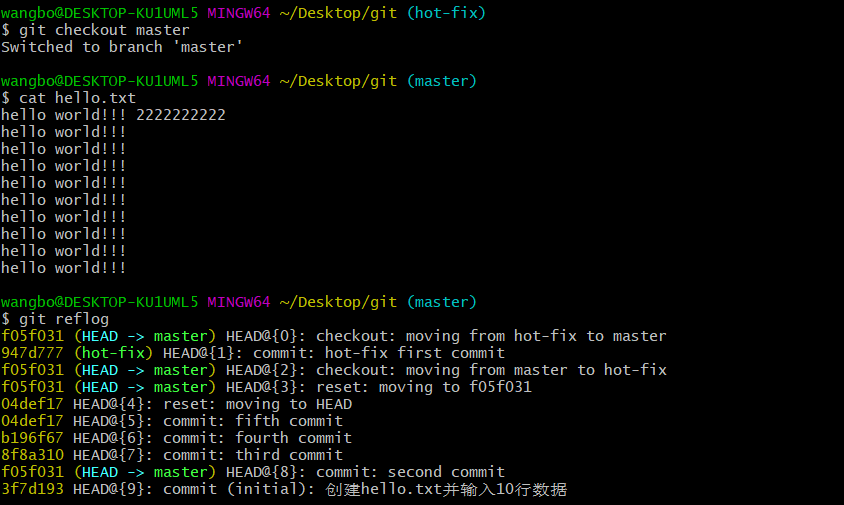 wangbo@DESKTOP-KU1UML5 MINGW64 ~/Desktop/git (hot-fix)
$ git checkout master
Switched to branch 'master'
wangbo@DESKTOP-KU1UML5 MINGW64 ~/Desktop/git (master)
$ cat hello.txt
hello world!!! 2222222222
hello world!!!
hello world!!!
hello world!!!
hello world!!!
hello world!!!
hello world!!!
hello world!!!
hello world!!!
hello world!!!
wangbo@DESKTOP-KU1UML5 MINGW64 ~/Desktop/git (master)
$ git reflog
f05f031 (HEAD -> master) HEAD@{0}: checkout: moving from hot-fix to master
947d777 (hot-fix) HEAD@{1}: commit: hot-fix first commit
f05f031 (HEAD -> master) HEAD@{2}: checkout: moving from master to hot-fix
f05f031 (HEAD -> master) HEAD@{3}: reset: moving to f05f031
04def17 HEAD@{4}: reset: moving to HEAD
04def17 HEAD@{5}: commit: fifth commit
b196f67 HEAD@{6}: commit: fourth commit
8f8a310 HEAD@{7}: commit: third commit
f05f031 (HEAD -> master) HEAD@{8}: commit: second commit
3f7d193 HEAD@{9}: commit (initial): 创建hello.txt并输入10行数据